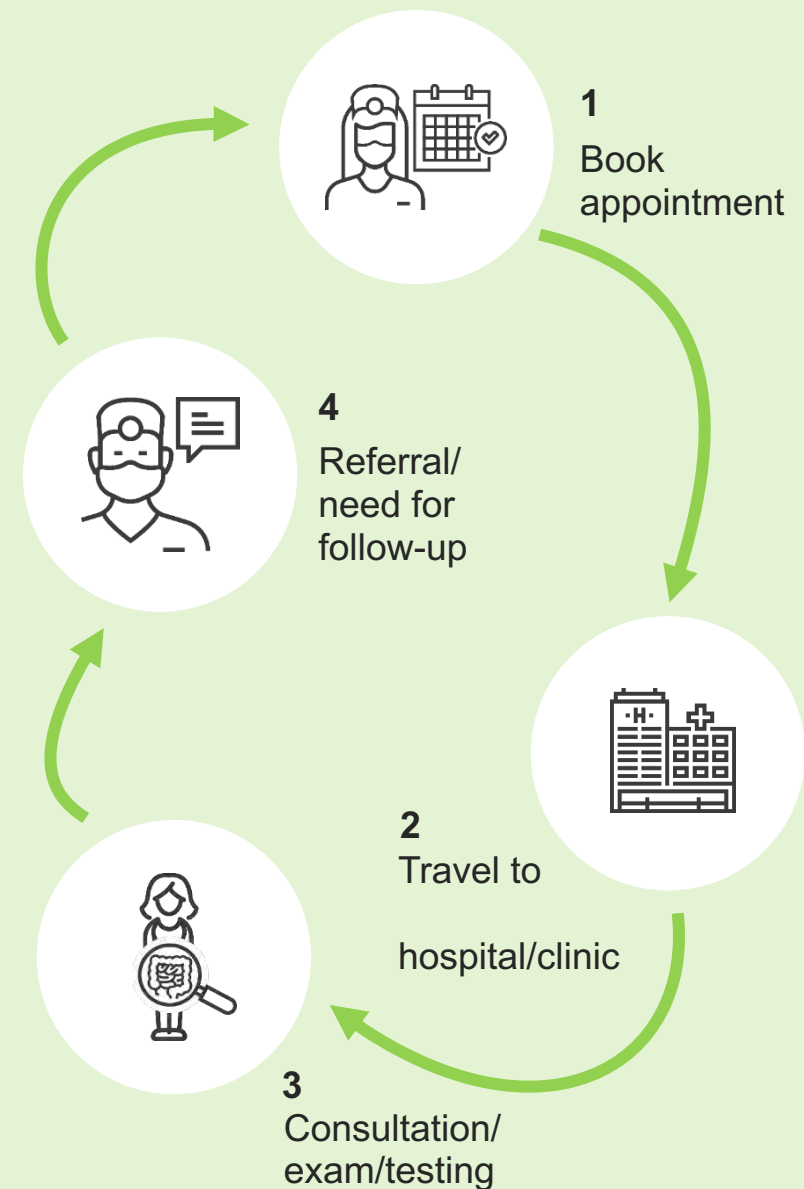 1
Book
appointment
2
Travel to
hospital/clinic
·H·
3
Consultation/
exam/testing
4
Referral/
need for
follow-up